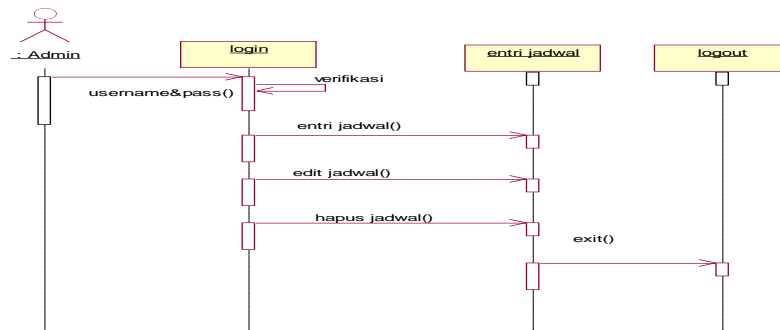 : Admin
login
entri jadwal
logout
verifikasi
username&pass()
entri jadwal()
edit jadwal()
hapus jadwal()
exit()